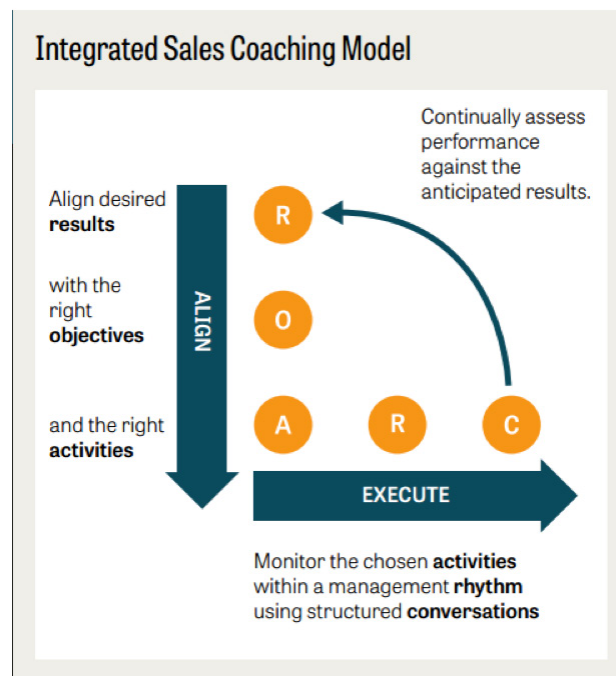 Integrated Sales Coaching Model
Continually assess
performance
against the
anticipated results.
Align desired
results
with the
right
objectives
and the right
activities
ALIGN
R
O
A R C
EXECUTE
Monitor the chosen activities
within a management rhythm
using structured conversations